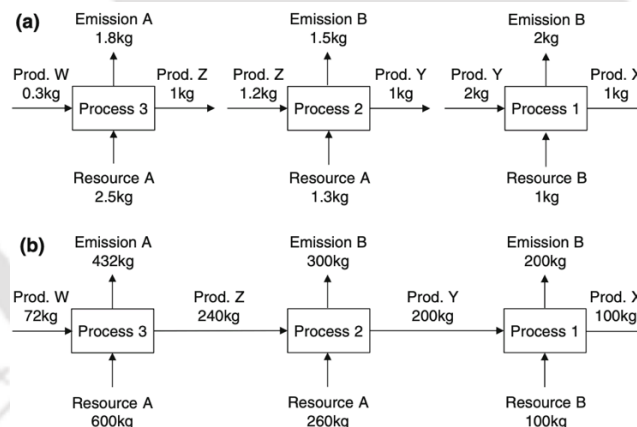 (a)
Emission A
1.8kg
Emission B
1.5kg
Emission B
2kg
Prod. W
0.3kg
Process 3
Prod. Z
1kg
Prod. Z
1.2kg
Process 2
Prod. Y
1kg
Prod. Y
2kg
Process 1
Prod. X
1kg
Resource A
2.5kg
Resource A
1.3kg
Resource B
1kg
(b)
Emission A
432kg
Emission B
300kg
Emission B
200kg
Prod. W
72kg
Process 3
Prod. Z
240kg
Process 2
Prod. Y
200kg
Process 1
Prod. X
100kg
Resource A
600kg
Resource A
260kg
Resource B
100kg